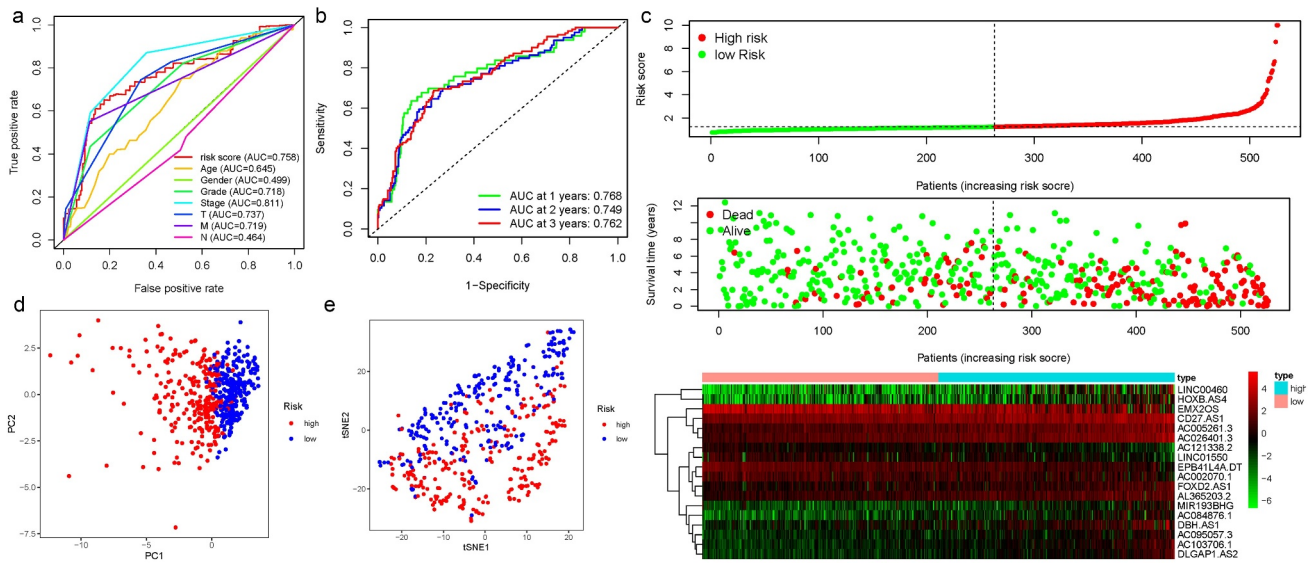 a
1.0
0.8
0.6
0.4
0.2
0.0
True positive rate
0.0
0.2
0.4
0.6
0.8
1.0
False positive rate
risk score (AUC=0.758)
Age (AUC=0.645)
Gender (AUC=0.499)
Grade (AUC=0.718)
Stage (AUC=0.811)
T (AUC=0.737)
M (AUC=0.719)
N (AUC=0.464)
b
1.0
0.8
0.6
0.4
0.2
0.0
Sensitivity
0.0
0.2
0.4
0.6
0.8
1.0
1−Specificity
AUC at 1 years: 0.768
AUC at 2 years: 0.749
AUC at 3 years: 0.762
c
10
8
6
4
2
Risk score
High risk
low Risk
0
100
200
300
400
500
Patients (increasing risk socre)
12
10
8
6
4
2
0
Survival time (years)
Dead
Alive
0
100
200
300
400
500
Patients (increasing risk socre)
type
LINC00460
HOXB.AS4
EMX2OS
CD27.AS1
AC005261.3
AC026401.3
AC121338.2
LINC01550
EPB41L4A.DT
AC002070.1
FOXD2.AS1
AL365203.2
MIR193BHG
AC084876.1
DBH.AS1
AC095057.3
AC103706.1
DLGAP1.AS2
4
2
0
−2
−4
−6
type
high
low
d
2.5
0.0
−2.5
−5.0
−7.5
PC2
−10
−5
0
PC1
Risk
high
low
e
20
0
−20
tSNE2
−20
−10
0
10
20
tSNE1
Risk
high
low